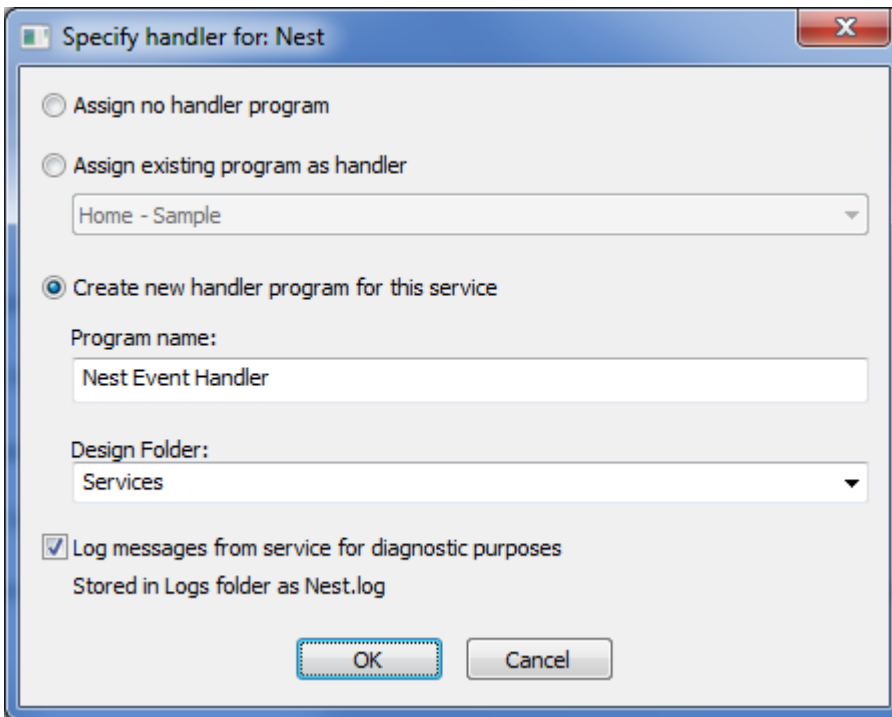 Specify handler for: Nest
Assign no handler program
Assign existing program as handler
Home - Sample
Create new handler program for this service
Program name:
Nest Event Handler
Design Folder:
Services
Log messages from service for diagnostic purposes
Stored in Logs folder as Nest.log
OK Cancel